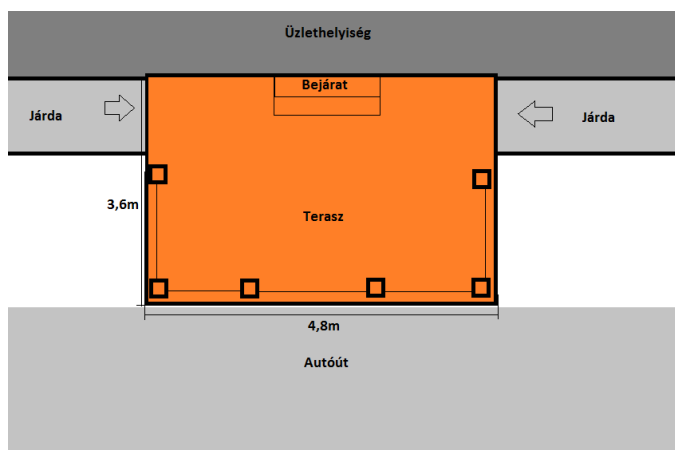 Üzlethelyiség
Bejárat
Járda
Járda
3,6m
Terasz
4,8m
Autóút